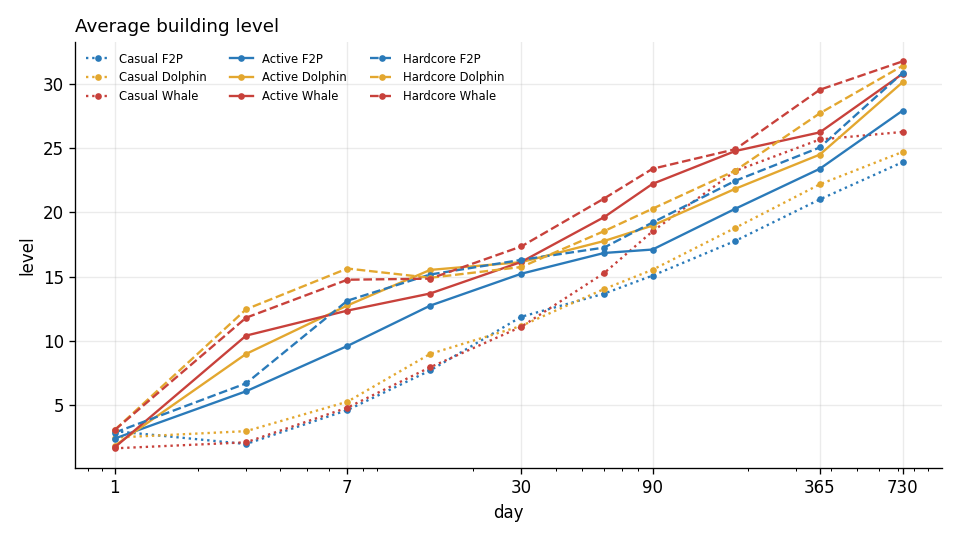 Average building level
Casual F2P Active F2P Hardcore F2P
Casual Dolphin Active Dolphin Hardcore Dolphin
Casual Whale Active Whale Hardcore Whale
30
25
20
15
10
5
level
1 7 30 90 365 730
day